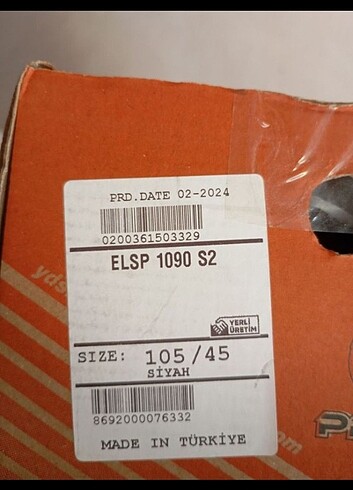 PRD.DATE 02-2024
0200361503329
ELSP 1090 S2
YERLİ
ÜRETİM
SIZE: 105/45
SİYAH
8692000076332
MADE IN TÜRKİYE